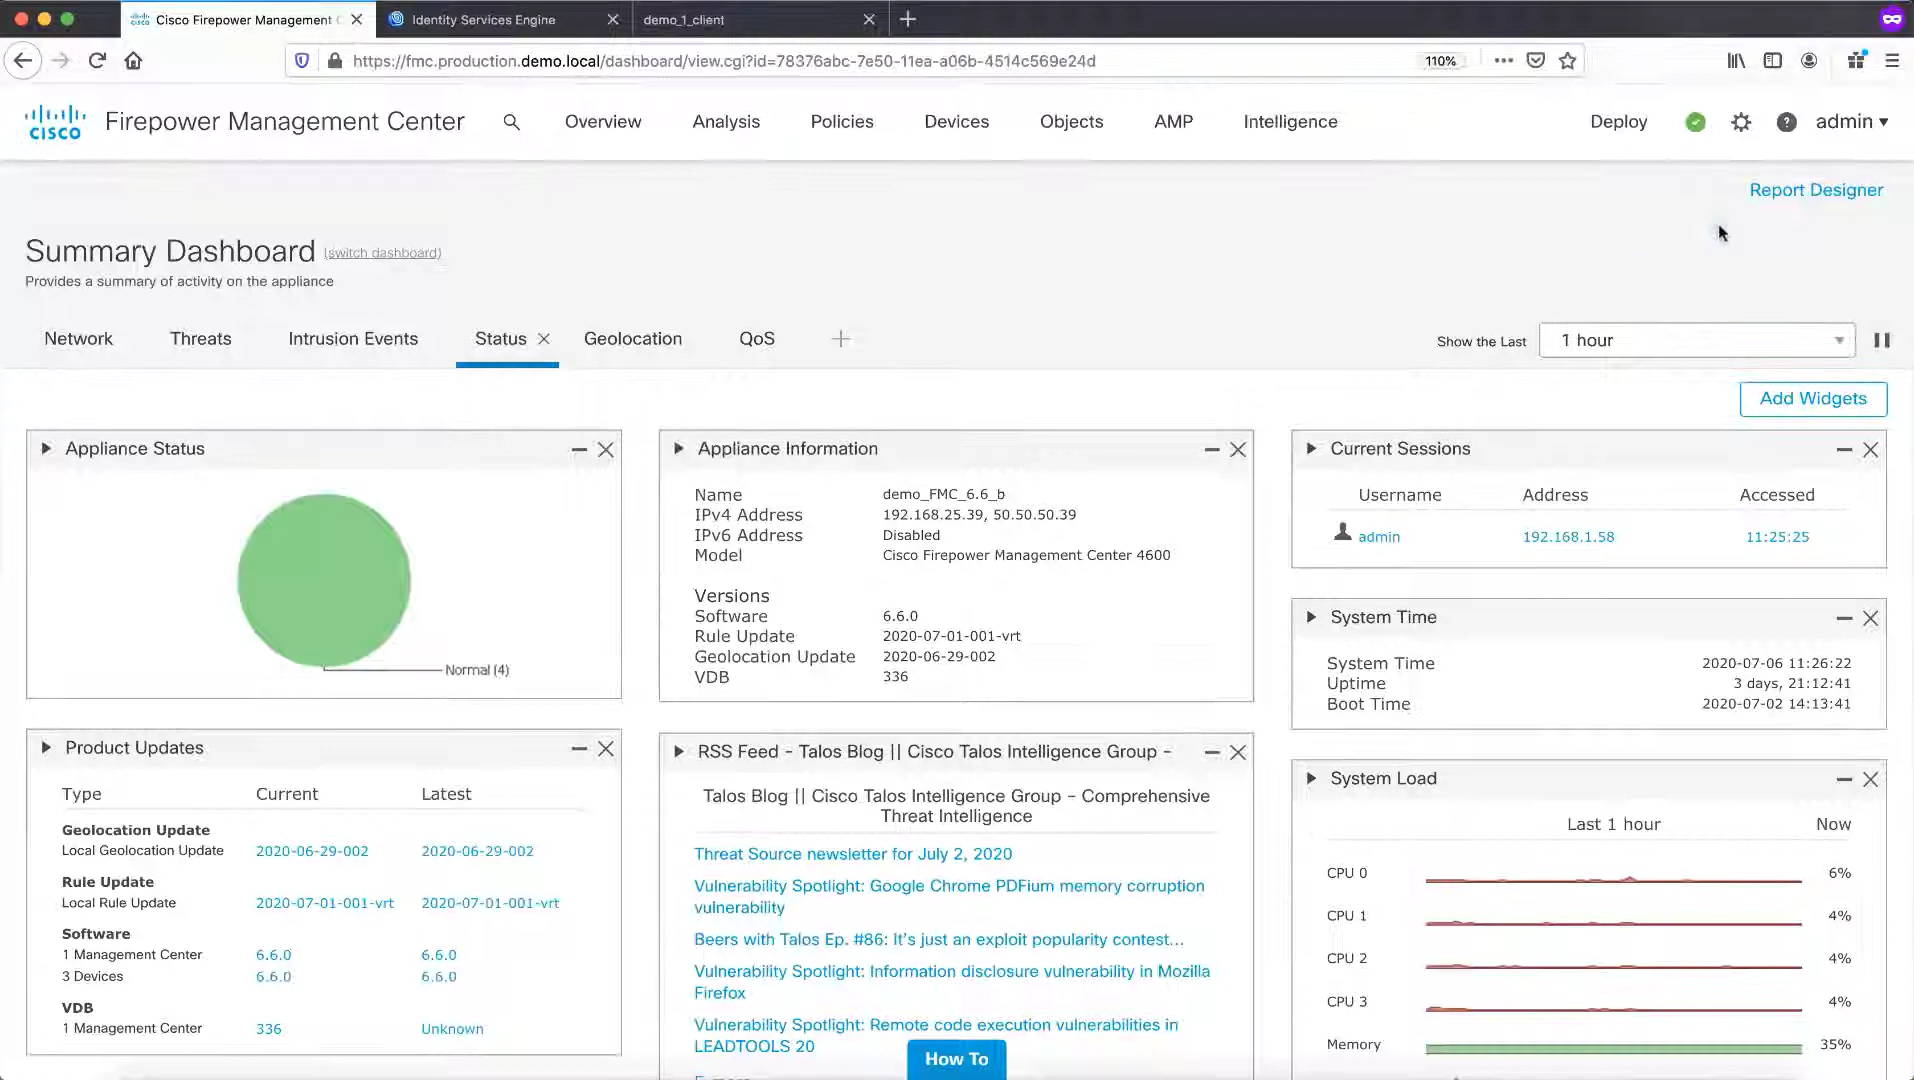 Cisco Firepower Management C
Identity Services Engine
demo_1_client
https://fmc.production.demo.local/dashboard/view.cgi?id=78376abc-7e50-11ea-a06b-4514c569e24d
110%
CISCO
Firepower Management Center
Overview
Analysis
Policies
Devices
Objects
AMP
Intelligence
Deploy
admin
Report Designer
Summary Dashboard (switch dashboard)
Provides a summary of activity on the appliance
Network
Threats
Intrusion Events
Status
Geolocation
QoS
Show the Last
1 hour
Add Widgets
Appliance Status
Normal (4)
Product Updates
Type Current Latest
Geolocation Update
Local Geolocation Update 2020-06-29-002 2020-06-29-002
Rule Update
Local Rule Update 2020-07-01-001-vrt 2020-07-01-001-vrt
Software
1 Management Center 6.6.0 6.6.0
3 Devices 6.6.0 6.6.0
VDB
1 Management Center 336 Unknown
Appliance Information
Name demo_FMC_6.6_b
IPv4 Address 192.168.25.39, 50.50.50.39
IPv6 Address Disabled
Model Cisco Firepower Management Center 4600
Versions
Software 6.6.0
Rule Update 2020-07-01-001-vrt
Geolocation Update 2020-06-29-002
VDB 336
RSS Feed - Talos Blog || Cisco Talos Intelligence Group -
Talos Blog || Cisco Talos Intelligence Group - Comprehensive
Threat Intelligence
Threat Source newsletter for July 2, 2020
Vulnerability Spotlight: Google Chrome PDFium memory corruption
vulnerability
Beers with Talos Ep. #86: It's just an exploit popularity contest...
Vulnerability Spotlight: Information disclosure vulnerability in Mozilla
Firefox
Vulnerability Spotlight: Remote code execution vulnerabilities in
LEADTOOLS 20
How To
Current Sessions
Username Address Accessed
admin 192.168.1.58 11:25:25
System Time
System Time 2020-07-06 11:26:22
Uptime 3 days, 21:12:41
Boot Time 2020-07-02 14:13:41
System Load
Last 1 hour Now
CPU 0 6%
CPU 1 4%
CPU 2 4%
CPU 3 4%
Memory 35%